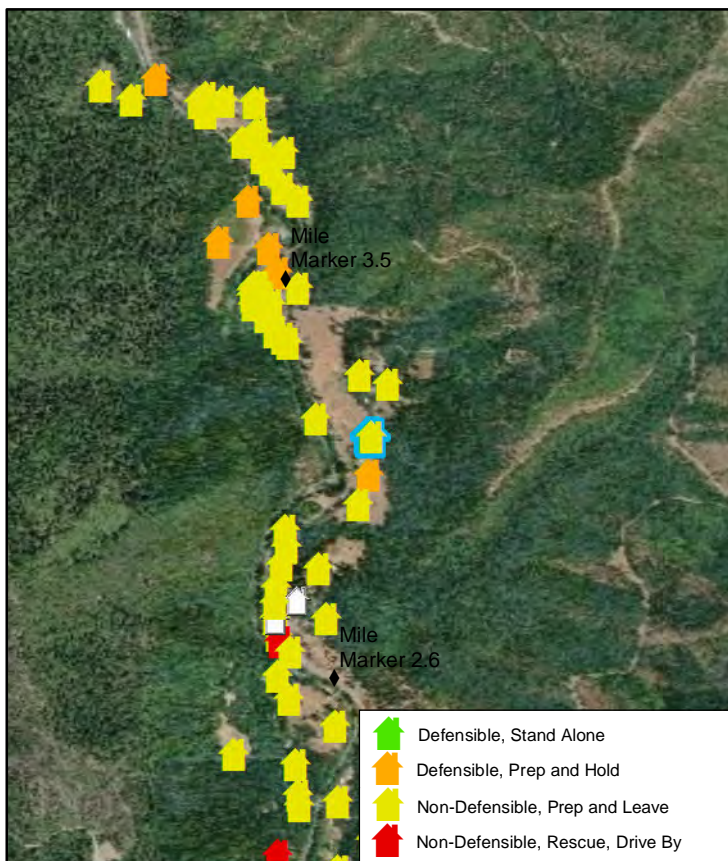 Mile
Marker 3.5
Mile
Marker 2.6
Defensible, Stand Alone
Defensible, Prep and Hold
Non-Defensible, Prep and Leave
Non-Defensible, Rescue, Drive By